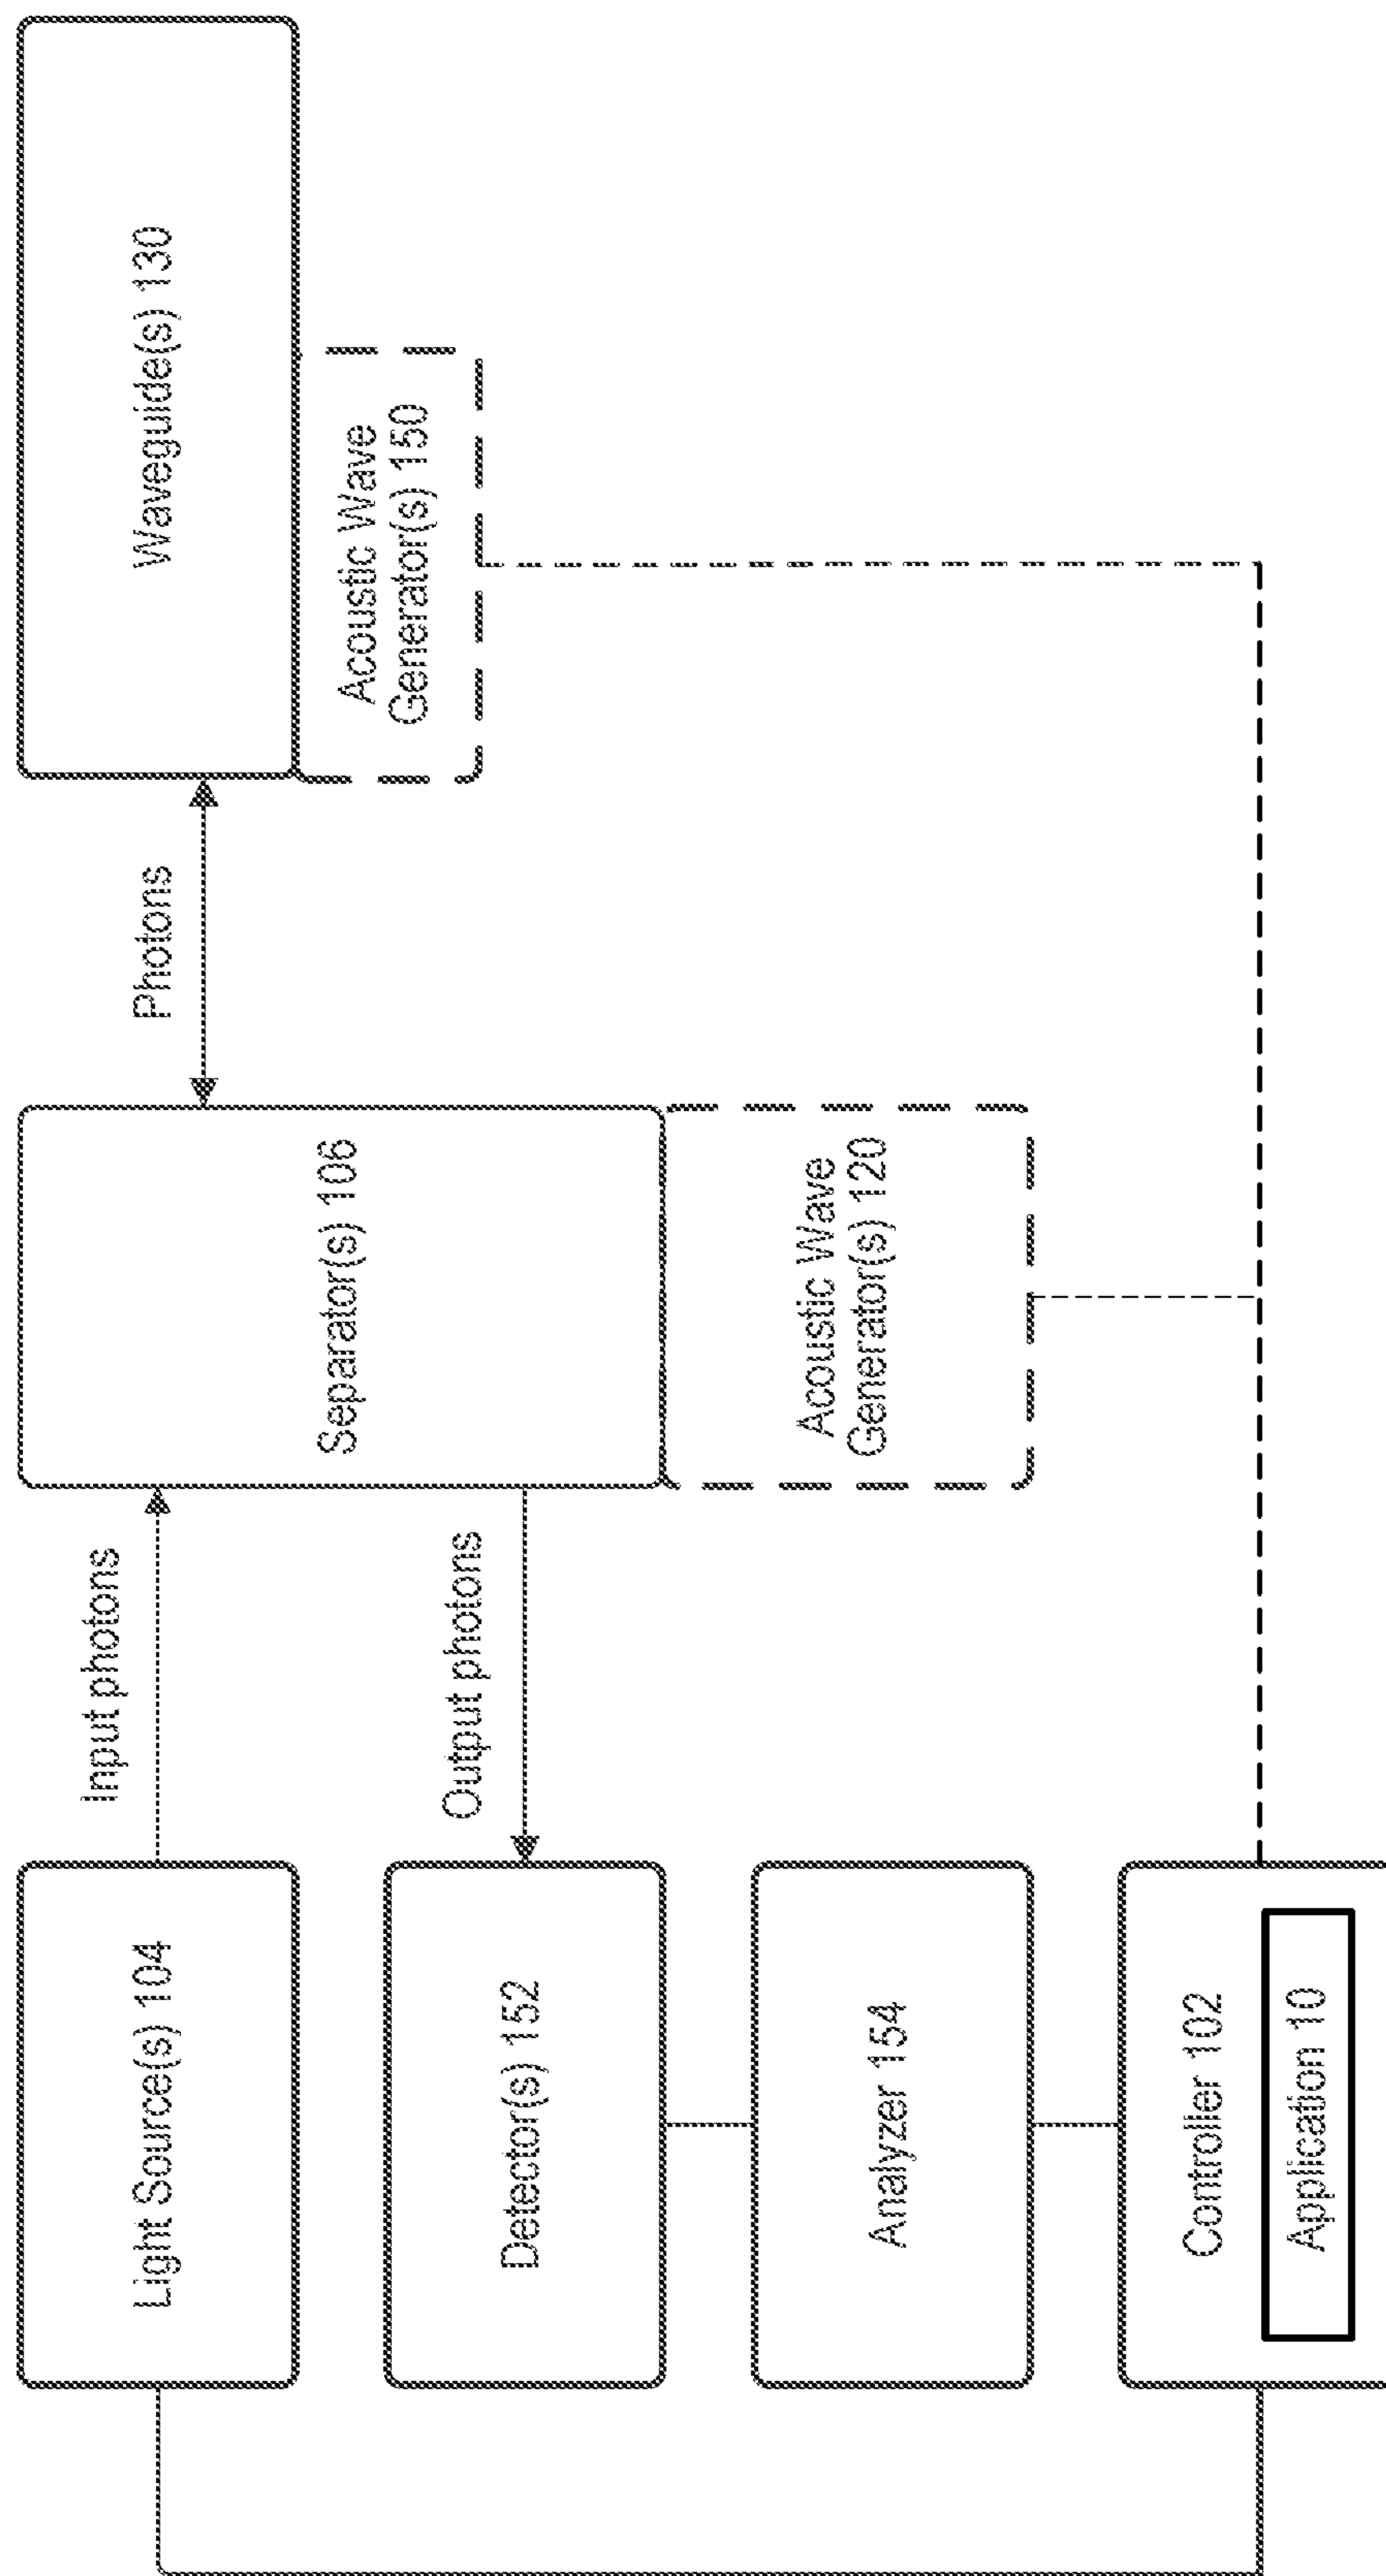 Light Source(s) 104
Input photons
Separator(s) 106
Photons
Waveguide(s) 130
Acoustic Wave
Generator(s) 150
Output photons
Detector(s) 152
Acoustic Wave
Generator(s) 120
Analyzer 154
Controller 102
Application 10